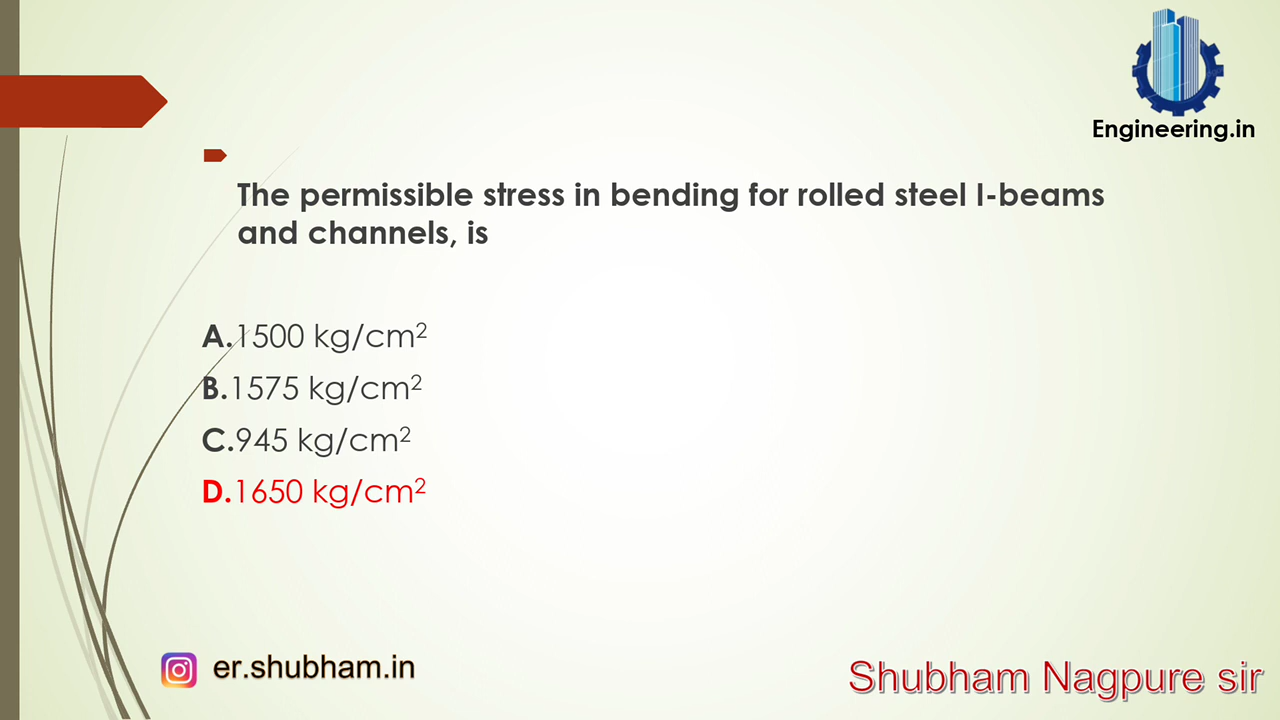 Engineering.in
The permissible stress in bending for rolled steel I-beams
and channels, is
A.1500 kg/cm²
B.1575 kg/cm²
C.945 kg/cm²
D.1650 kg/cm²
er.shubham.in
Shubham Nagpure sir